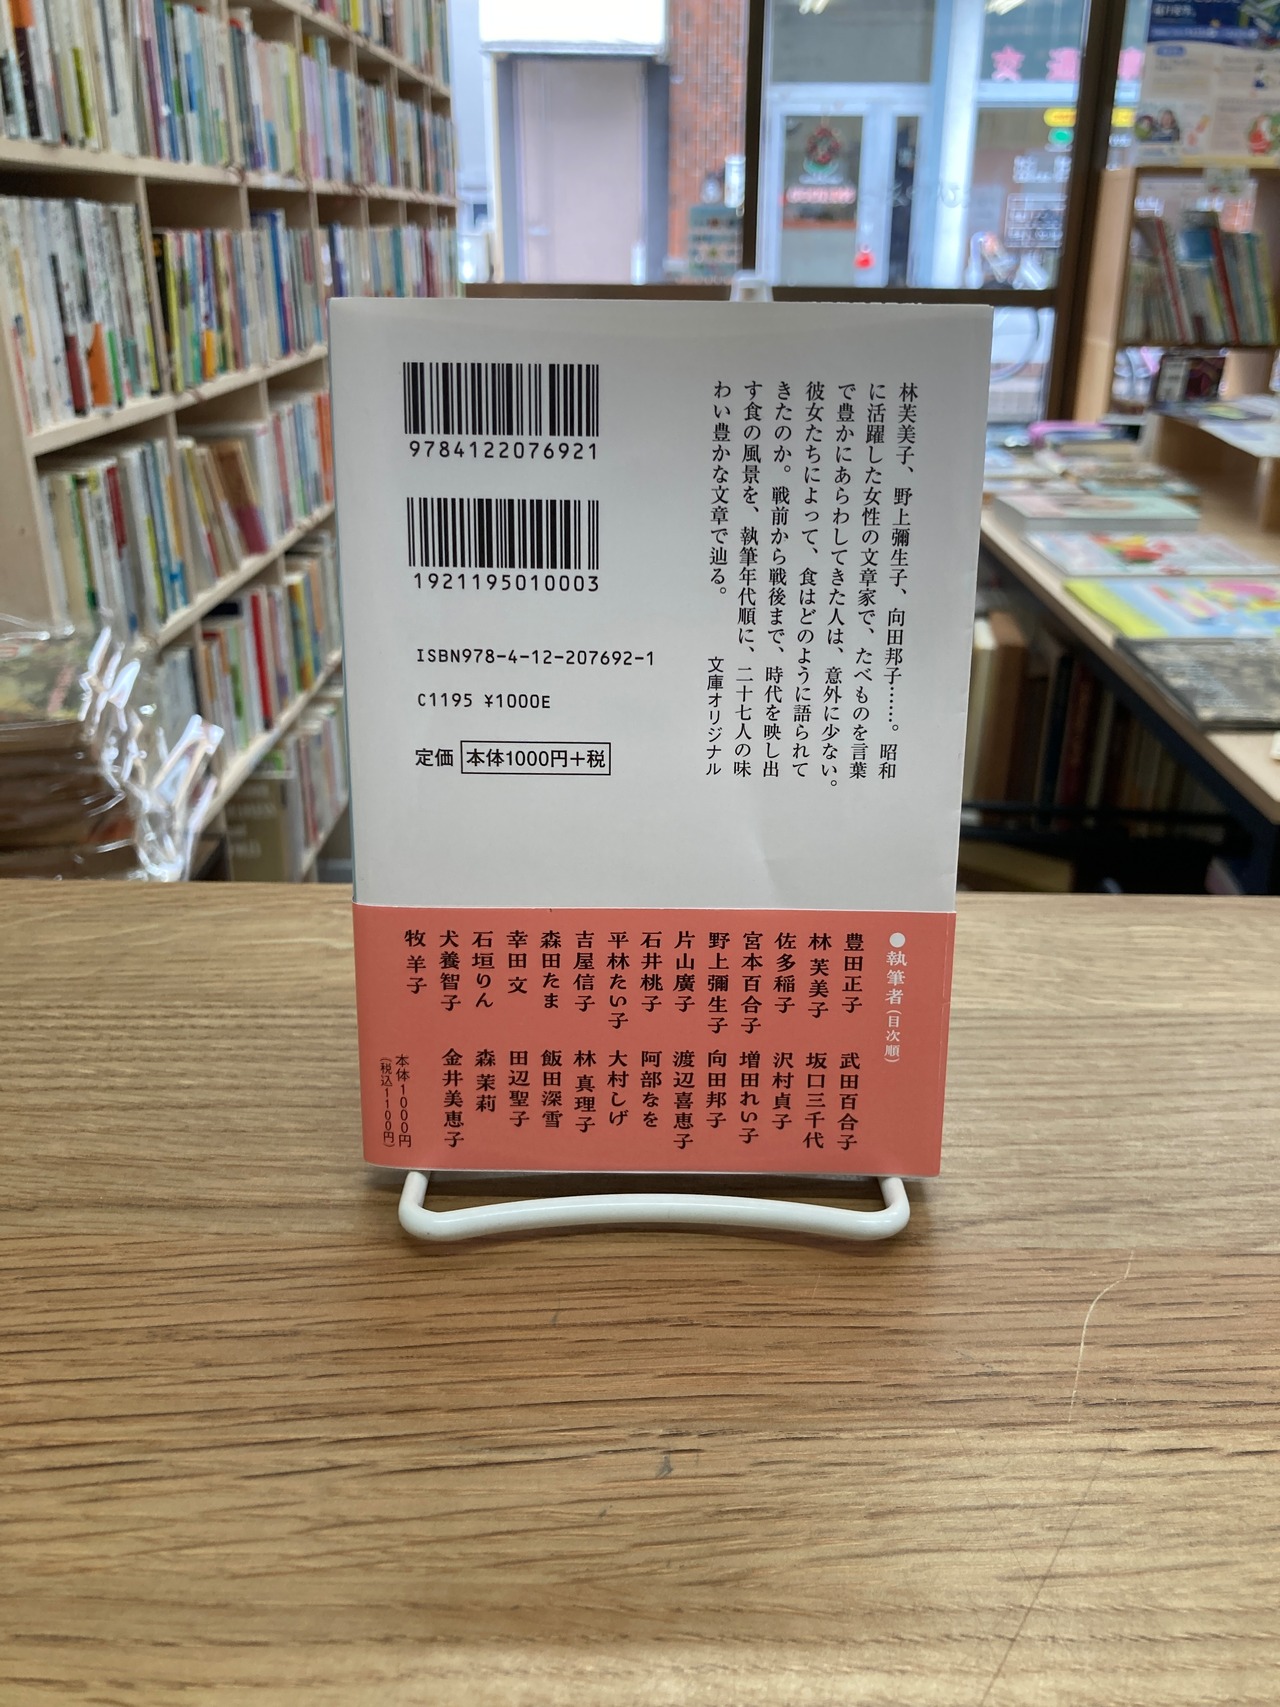 9784122076921
1921195010003
ISBN978-4-12-207692-1
C1195 ¥1000E
定価 本体1000円+税
林芙美子、野上彌生子、向田邦子……。昭和
に活躍した女性の文章家で、たべものを言葉
で豊かにあらわしてきた人は、意外に少ない。
彼女たちによって、食はどのように語られて
きたのか。戦前から戦後まで、時代を映し出
す食の風景を、執筆年代順に、二十七人の味
わい豊かな文章で辿る。
文庫オリジナル
●執筆者(目次順)
豊田正子
林 芙美子
佐多稲子
宮本百合子
野上彌生子
片山廣子
石井桃子
平林たい子
吉屋信子
森田たま
幸田 文
石垣りん
犬養智子
牧 羊子
武田百合子
坂口三千代
沢村貞子
増田れい子
向田邦子
渡辺喜恵子
阿部なを
大村しげ
林 真理子
飯田深雪
田辺聖子
森 茉莉
金井美恵子
本体1000円
(税込1100円)